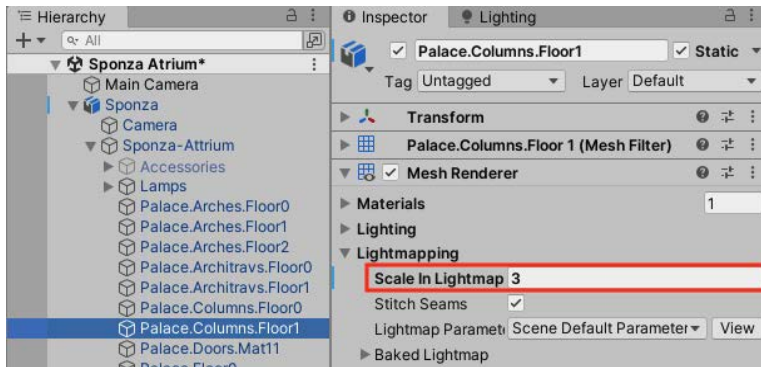 Hierarchy
All
Sponza Atrium*
Main Camera
Sponza
Camera
Sponza-Attrium
Accessories
Lamps
Palace.Arches.Floor0
Palace.Arches.Floor1
Palace.Arches.Floor2
Palace.Architravs.Floor0
Palace.Architravs.Floor1
Palace.Columns.Floor0
Palace.Columns.Floor1
Palace.Doors.Mat11
Inspector Lighting
Palace.Columns.Floor1 Static
Tag Untagged Layer Default
Transform
Palace.Columns.Floor 1 (Mesh Filter)
Mesh Renderer
Materials 1
Lighting
Lightmapping
Scale In Lightmap 3
Stitch Seams
Lightmap Paramet Scene Default Parameter View
Baked Lightmap